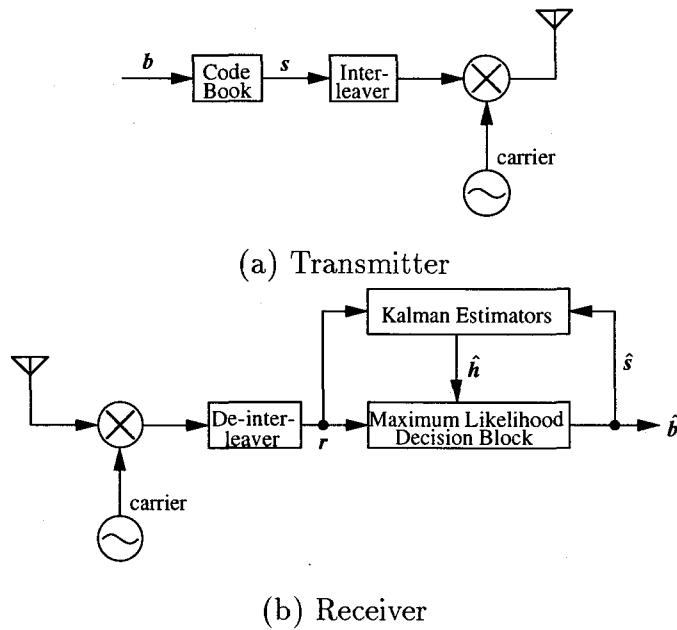 b
Code
Book
s
Inter-
leaver
carrier
(a) Transmitter
Kalman Estimators
ĥ
ŝ
De-inter-
leaver
r
Maximum Likelihood
Decision Block
b̂
carrier
(b) Receiver